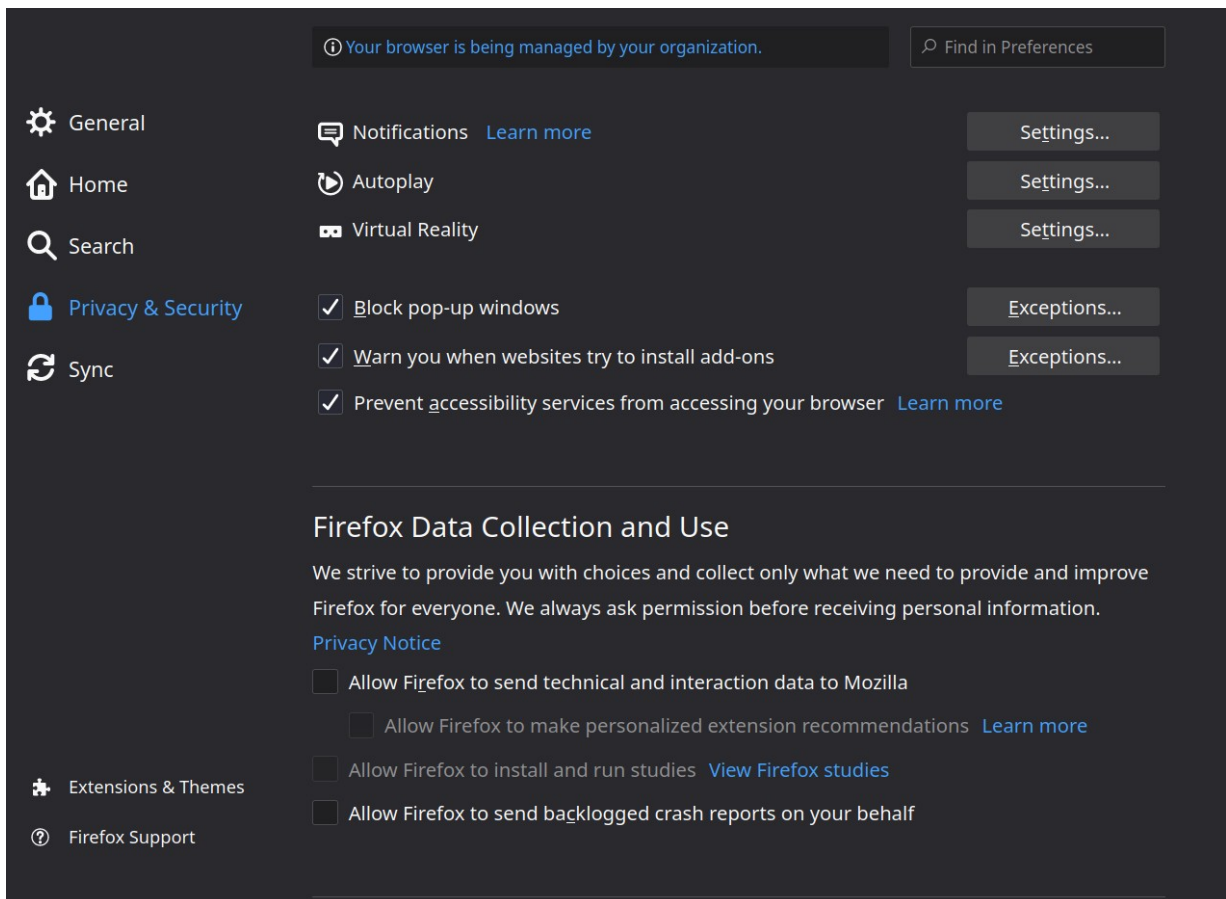 Your browser is being managed by your organization.
Find in Preferences
General
Home
Search
Privacy & Security
Sync
Extensions & Themes
Firefox Support
Notifications Learn more Settings...
Autoplay Settings...
Virtual Reality Settings...
Block pop-up windows Exceptions...
Warn you when websites try to install add-ons Exceptions...
Prevent accessibility services from accessing your browser Learn more
Firefox Data Collection and Use
We strive to provide you with choices and collect only what we need to provide and improve
Firefox for everyone. We always ask permission before receiving personal information.
Privacy Notice
Allow Firefox to send technical and interaction data to Mozilla
Allow Firefox to make personalized extension recommendations Learn more
Allow Firefox to install and run studies View Firefox studies
Allow Firefox to send backlogged crash reports on your behalf